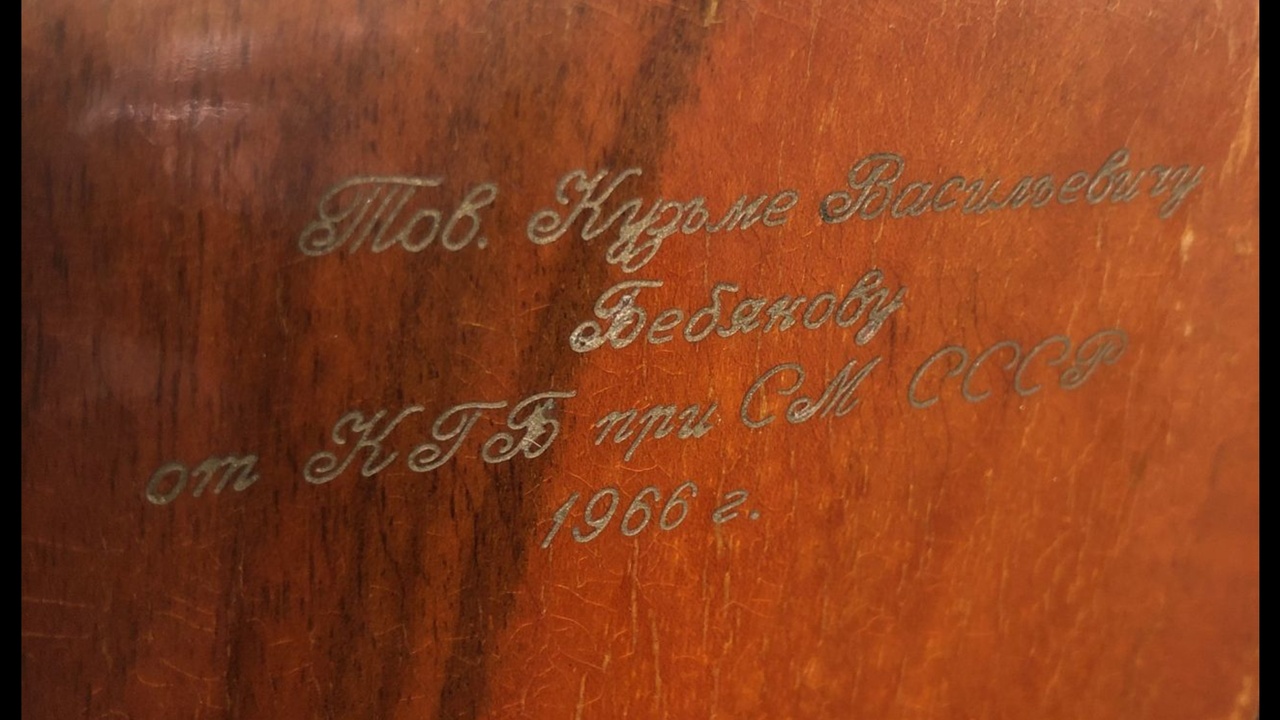 Тов. Кузьме Васильевичу
Бебякову
от КГБ при СМ СССР
1966 г.